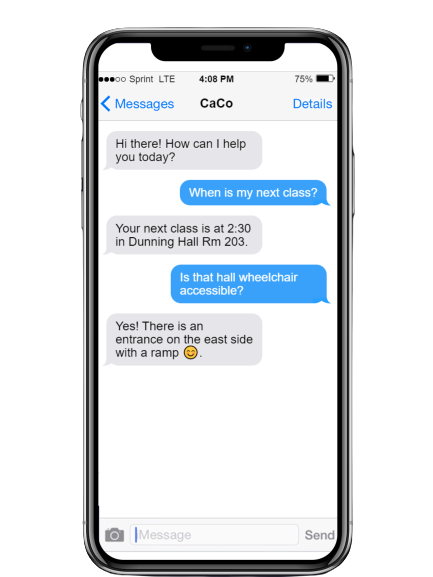 ●●●○○ Sprint LTE 4:08 PM 75%
Messages CaCo Details
Hi there! How can I help
you today?
When is my next class?
Your next class is at 2:30
in Dunning Hall Rm 203.
Is that hall wheelchair
accessible?
Yes! There is an
entrance on the east side
with a ramp 😊.
Message Send